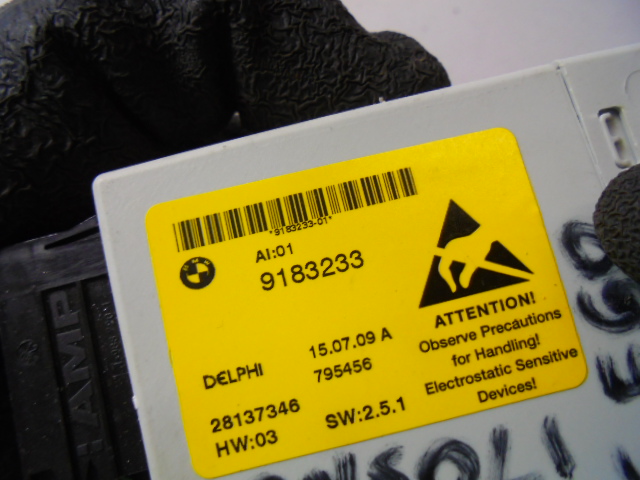 *9183233-01*
AI:01
9183233
ATTENTION!
Observe Precautions
for Handling!
Electrostatic Sensitive
Devices!
DELPHI 15.07.09 A
795456
28137346
HW:03 SW:2.5.1
AMP